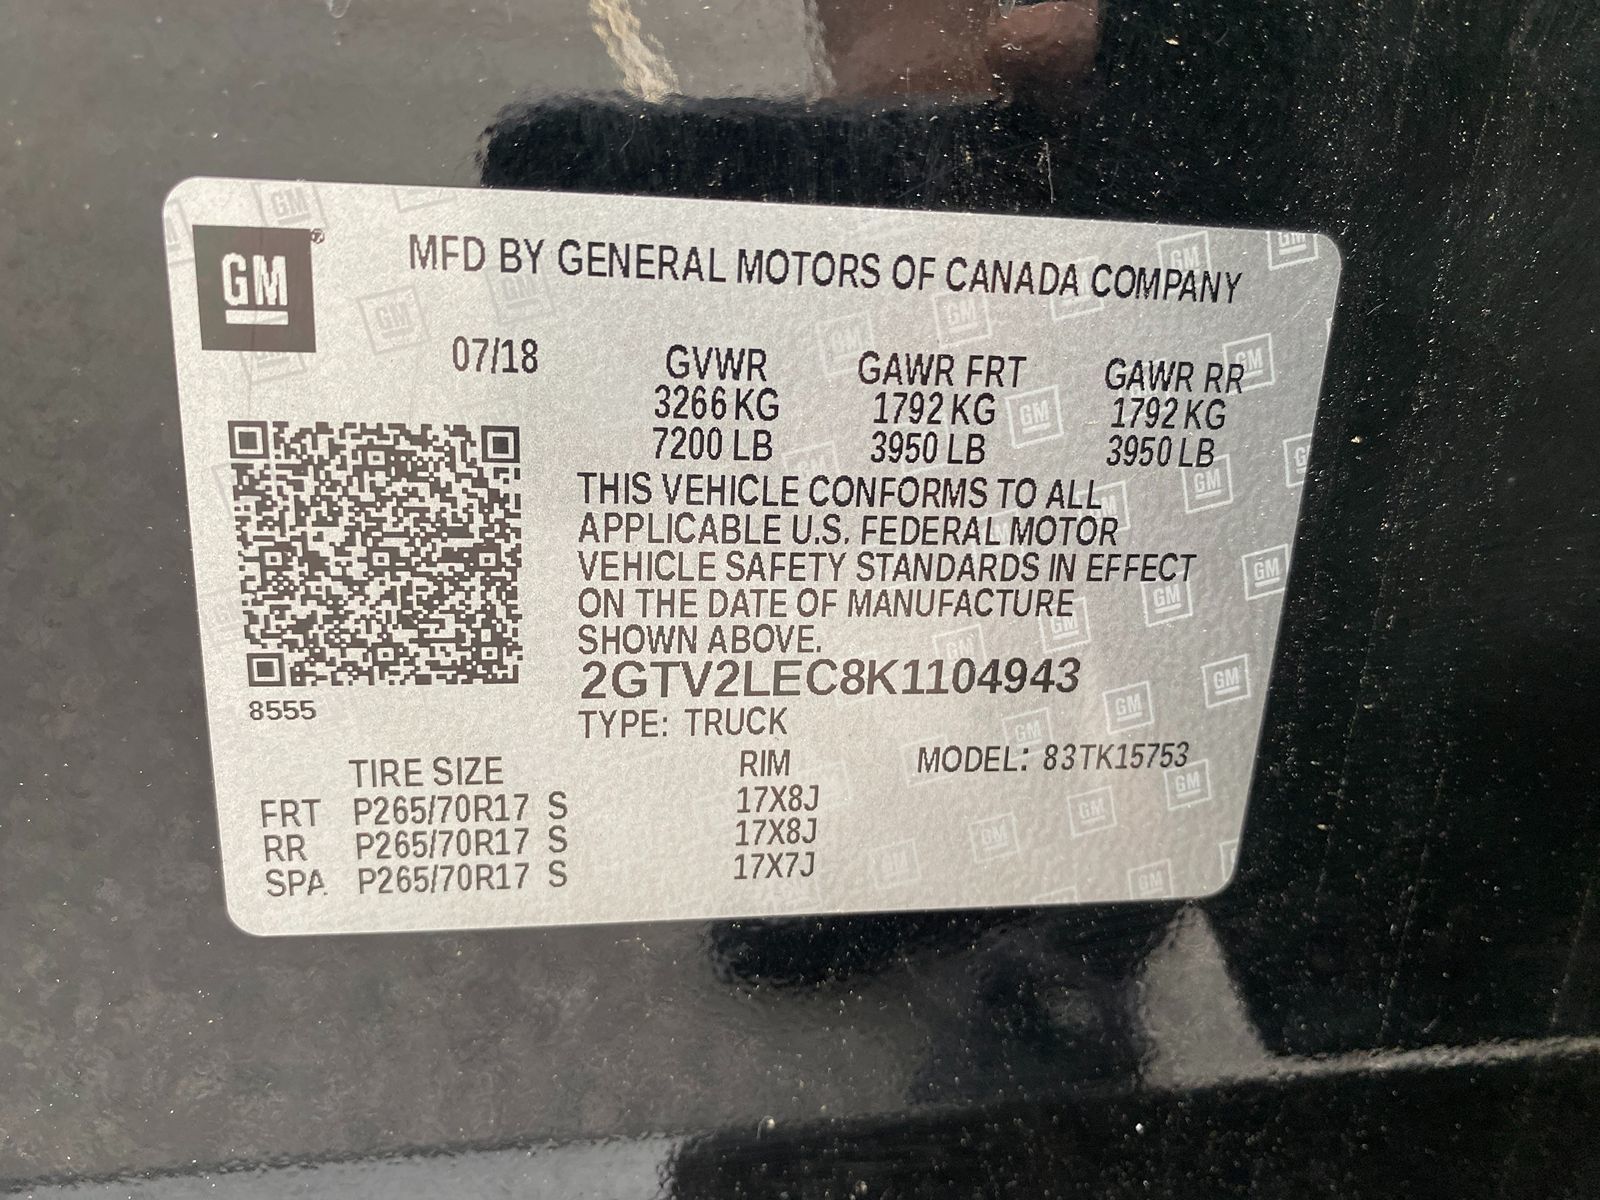 GM
MFD BY GENERAL MOTORS OF CANADA COMPANY
07/18
GVWR GAWR FRT GAWR RR
3266 KG 1792 KG 1792 KG
7200 LB 3950 LB 3950 LB
THIS VEHICLE CONFORMS TO ALL
APPLICABLE U.S. FEDERAL MOTOR
VEHICLE SAFETY STANDARDS IN EFFECT
ON THE DATE OF MANUFACTURE
SHOWN ABOVE.
2GTV2LEC8K1104943
8555
TYPE: TRUCK
TIRE SIZE RIM MODEL: 83TK15753
FRT P265/70R17 S 17X8J
RR P265/70R17 S 17X8J
SPA P265/70R17 S 17X7J